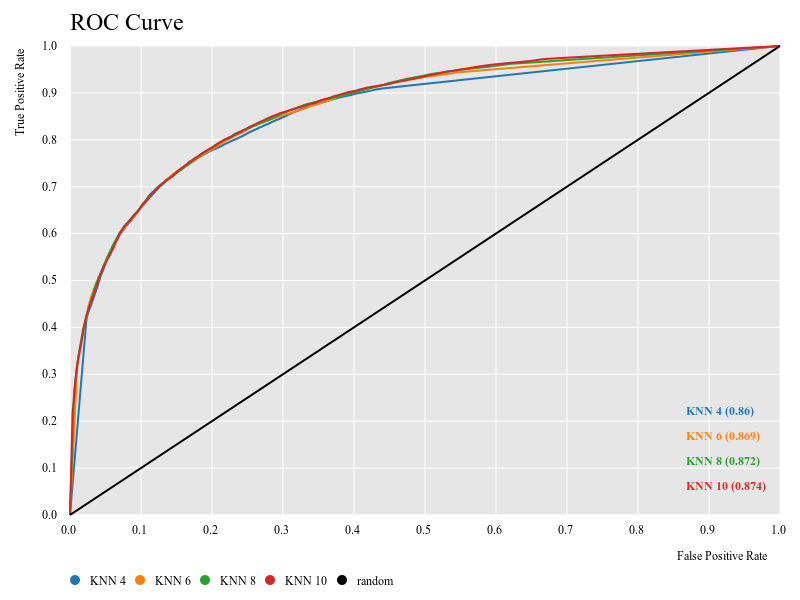 ROC Curve
True Positive Rate
1.0
0.9
0.8
0.7
0.6
0.5
0.4
0.3
0.2
0.1
0.0
KNN 4 (0.86)
KNN 6 (0.869)
KNN 8 (0.872)
KNN 10 (0.874)
0.0 0.1 0.2 0.3 0.4 0.5 0.6 0.7 0.8 0.9 1.0
False Positive Rate
KNN 4 KNN 6 KNN 8 KNN 10 random